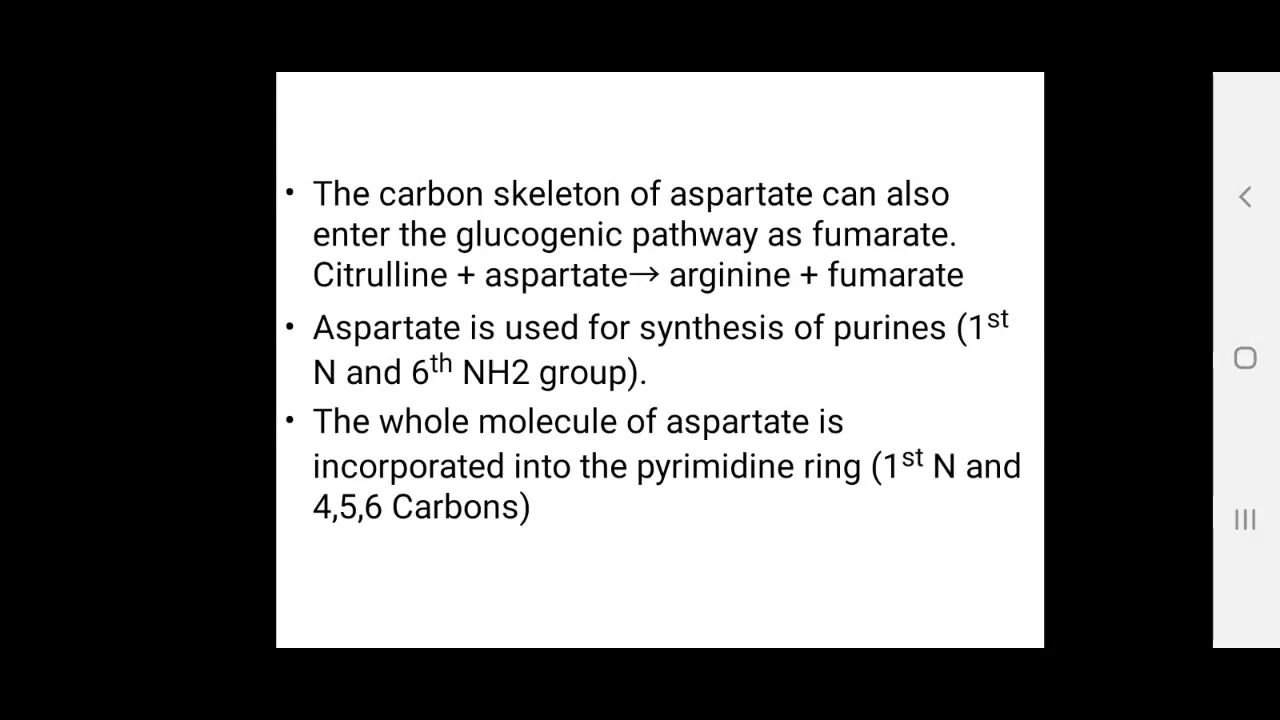 • The carbon skeleton of aspartate can also
enter the glucogenic pathway as fumarate.
Citrulline + aspartate→ arginine + fumarate
• Aspartate is used for synthesis of purines (1st
N and 6th NH2 group).
• The whole molecule of aspartate is
incorporated into the pyrimidine ring (1st N and
4,5,6 Carbons)